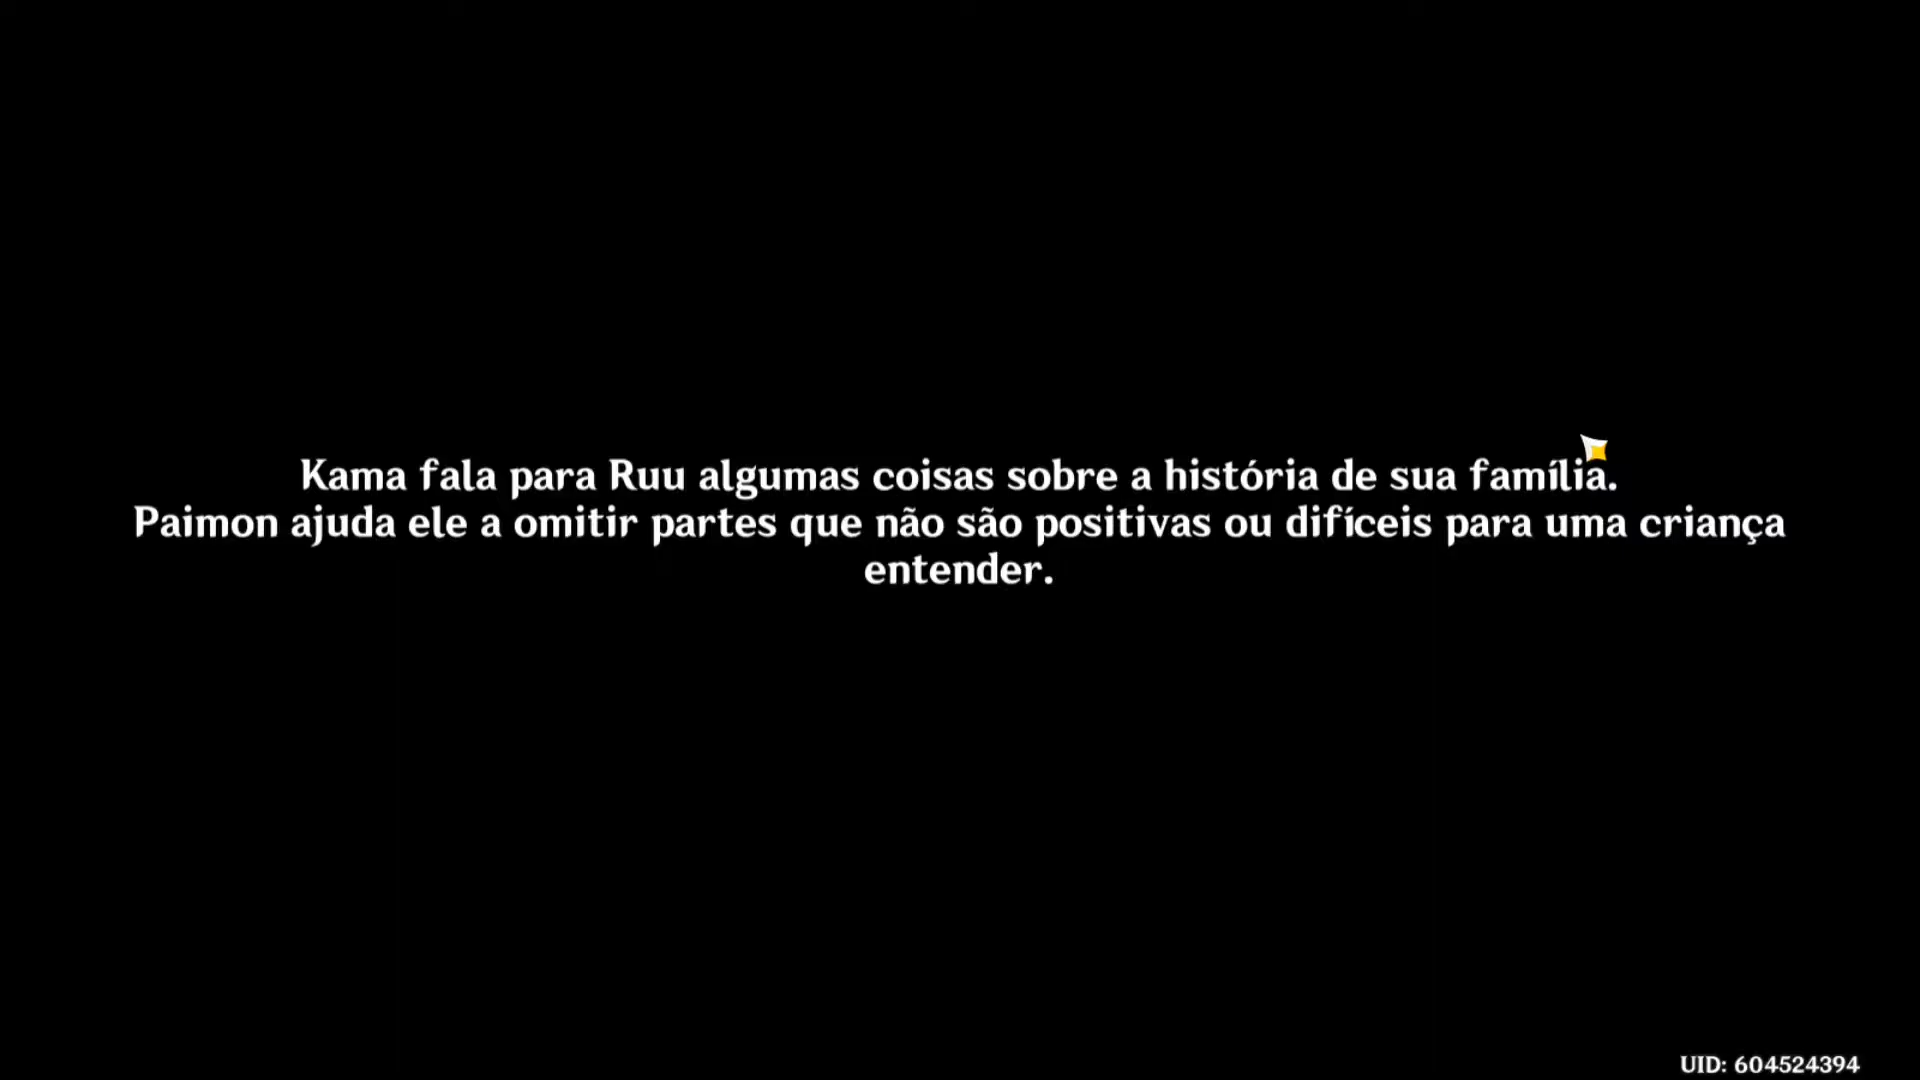 Kama fala para Ruu algumas coisas sobre a história de sua família.
Paimon ajuda ele a omitir partes que não são positivas ou difíceis para uma criança
entender.
UID: 604524394